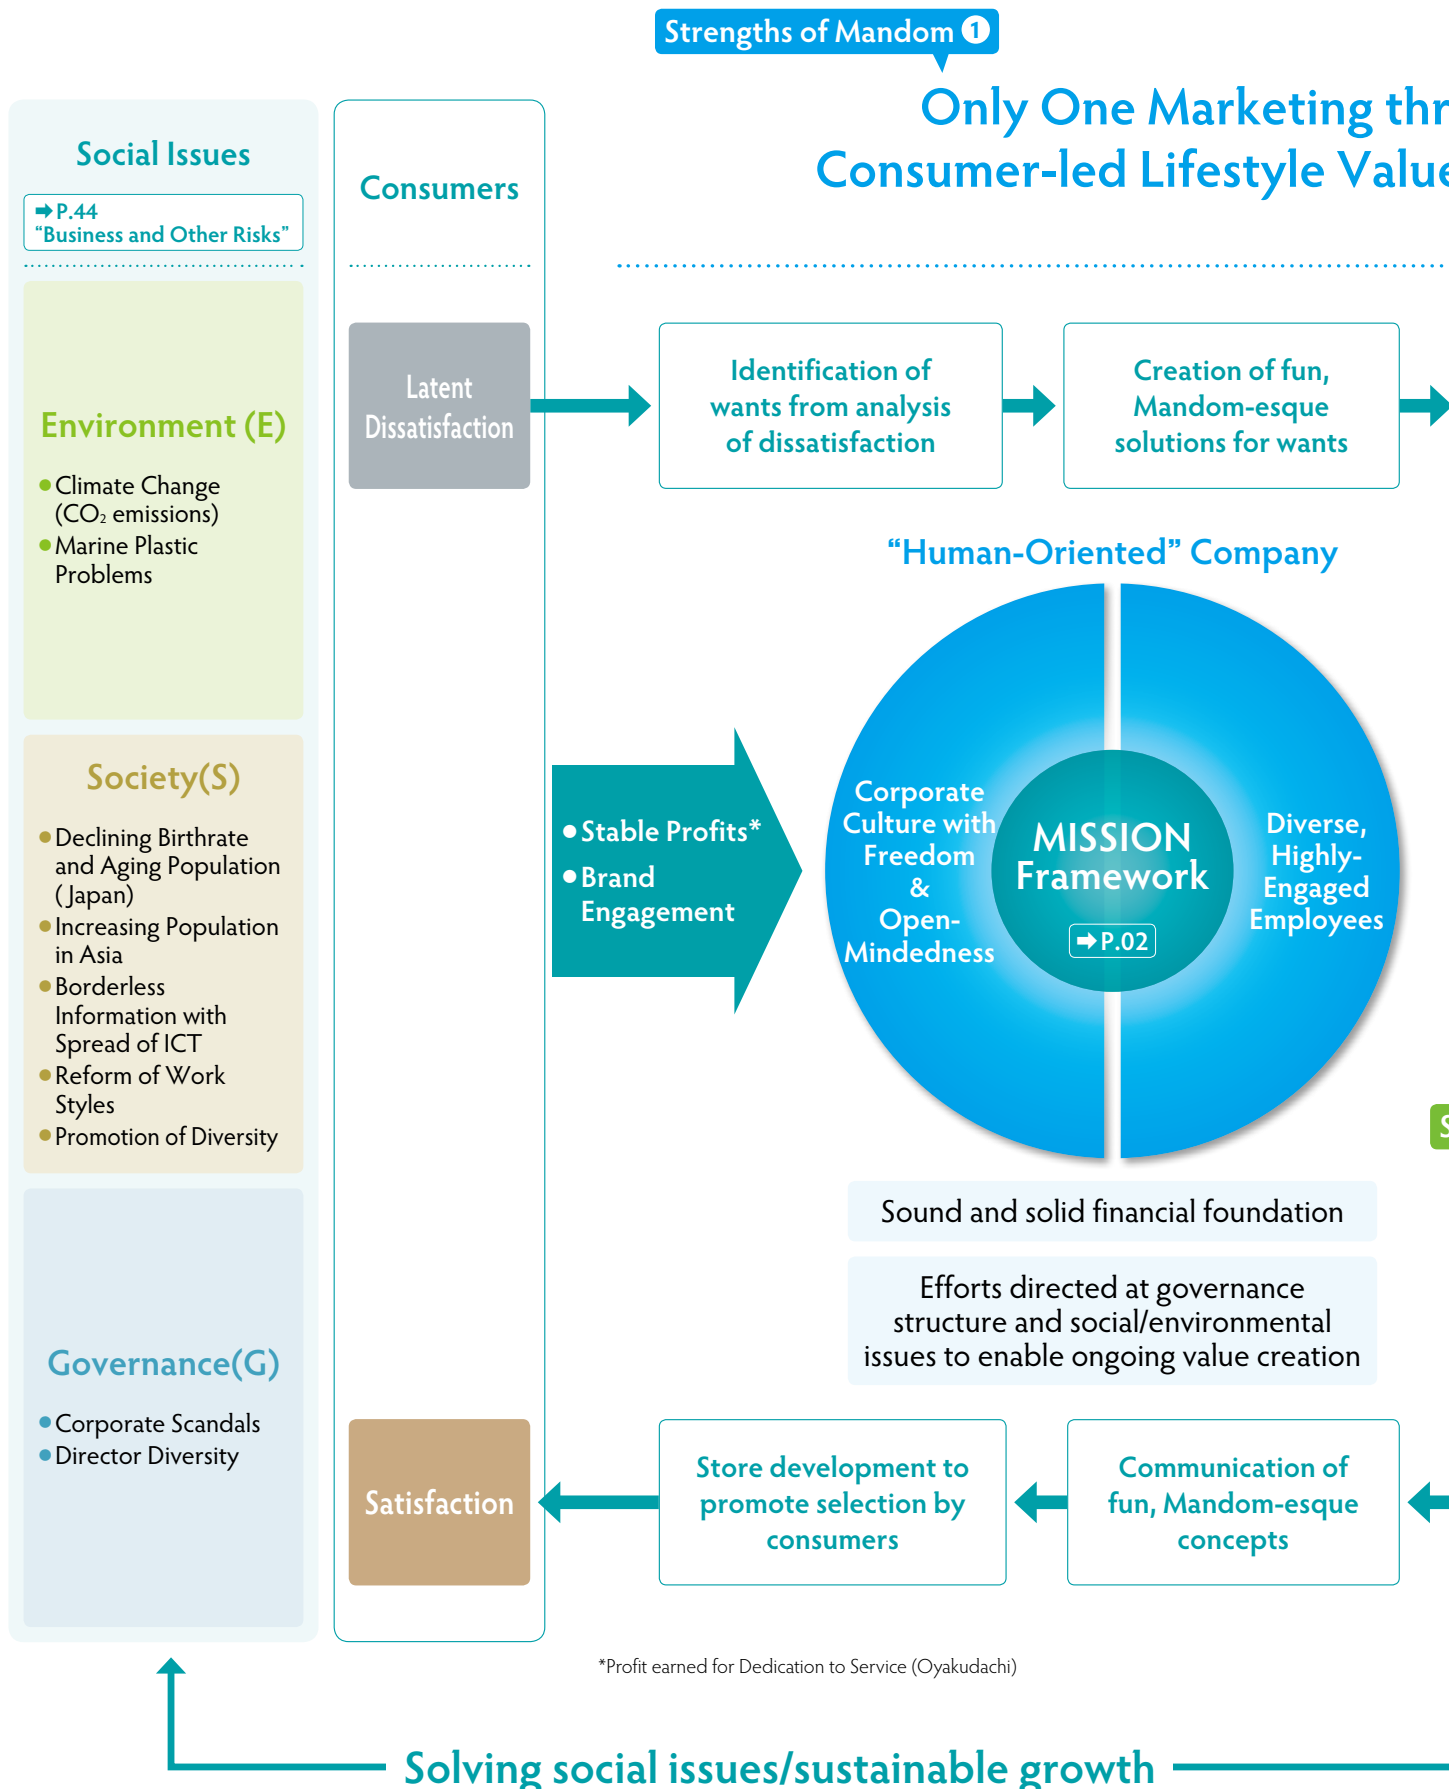 Strengths of Mandom 1
Only One Marketing thr
Consumer-led Lifestyle Value
Social Issues
➡P.44
“Business and Other Risks”
Consumers
Environment (E)
●Climate Change
(CO₂ emissions)
●Marine Plastic
Problems
Society(S)
●Declining Birthrate
and Aging Population
(Japan)
●Increasing Population
in Asia
●Borderless
Information with
Spread of ICT
●Reform of Work
Styles
●Promotion of Diversity
Governance(G)
●Corporate Scandals
●Director Diversity
Latent
Dissatisfaction
Identification of
wants from analysis
of dissatisfaction
Creation of fun,
Mandom-esque
solutions for wants
“Human-Oriented” Company
●Stable Profits*
●Brand
Engagement
Corporate
Culture with
Freedom
&
Open-
Mindedness
MISSION
Framework
➡P.02
Diverse,
Highly-
Engaged
Employees
S
Sound and solid financial foundation
Efforts directed at governance
structure and social/environmental
issues to enable ongoing value creation
Satisfaction
Store development to
promote selection by
consumers
Communication of
fun, Mandom-esque
concepts
*Profit earned for Dedication to Service (Oyakudachi)
Solving social issues/sustainable growth